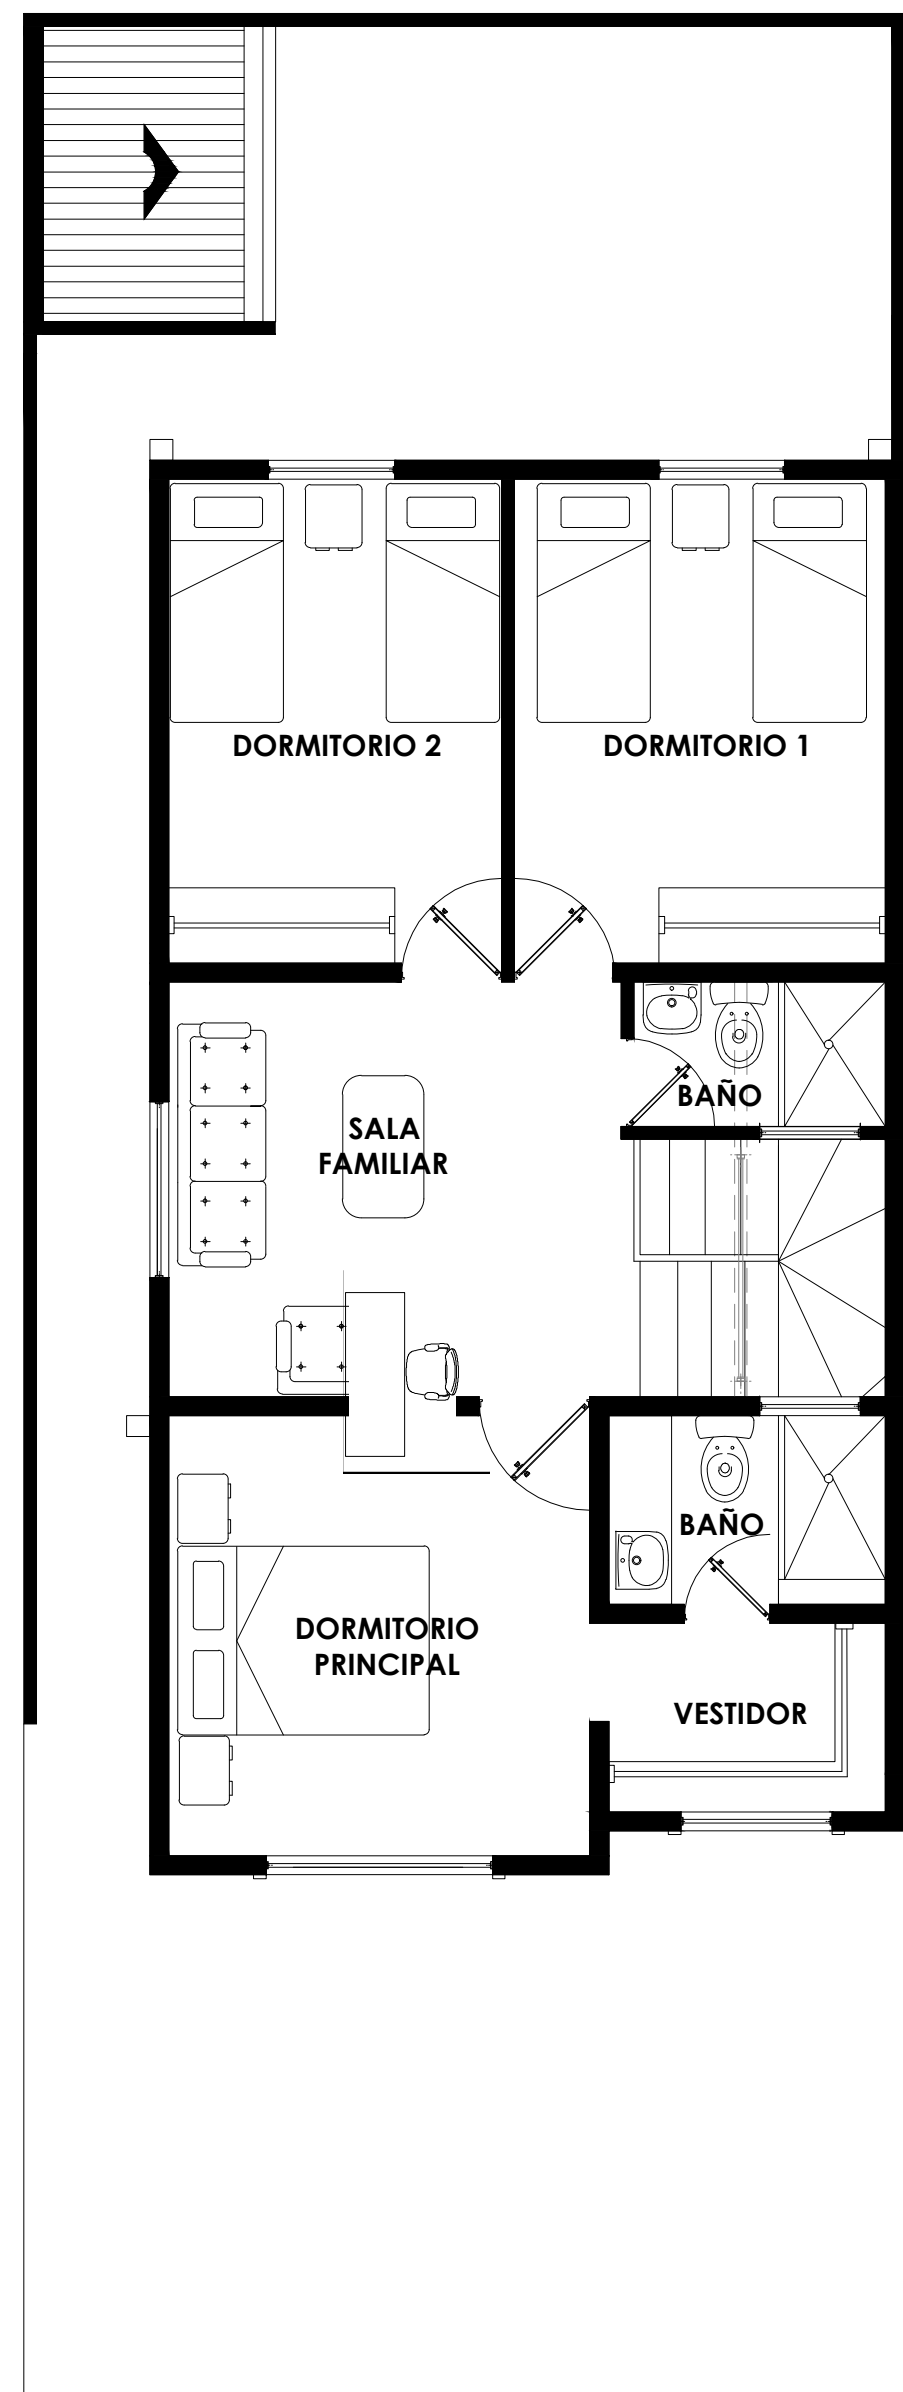 DORMITORIO 2
DORMITORIO 1
BAÑO
SALA
FAMILIAR
BAÑO
DORMITORIO
PRINCIPAL
VESTIDOR